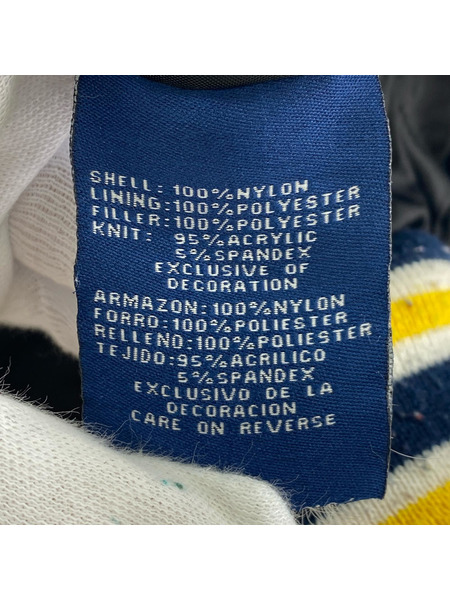 SHELL: 100%NYLON
LINING: 100%POLYESTER
FILLER: 100%POLYESTER
KNIT: 95%ACRYLIC
5%SPANDEX
EXCLUSIVE OF
DECORATION
ARMAZON: 100%NYLON
FORRO: 100%POLIESTER
RELLENO: 100%POLIESTER
TEJIDO: 95%ACRILICO
5%SPANDEX
EXCLUSIVO DE LA
DECORACION
CARE ON REVERSE